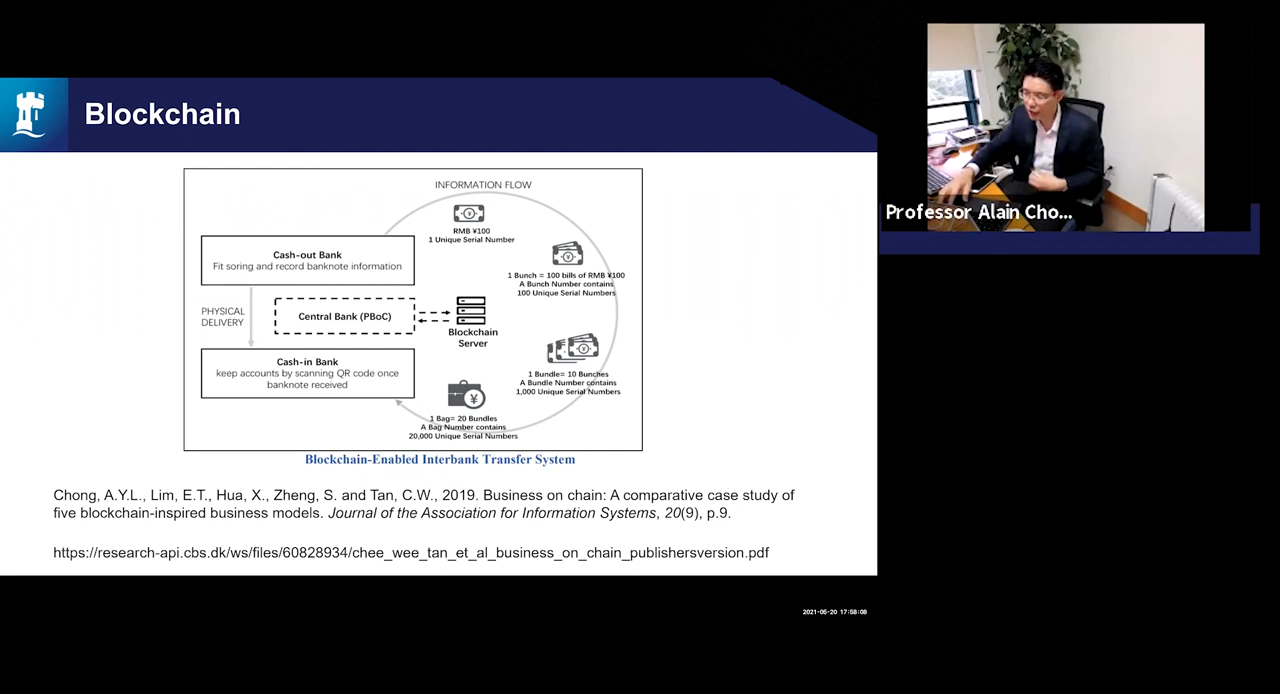 Blockchain
INFORMATION FLOW
RMB ¥100
1 Unique Serial Number
Cash-out Bank
Fit soring and record banknote information
1 Bunch = 100 bills of RMB ¥100
A Bunch Number contains
100 Unique Serial Numbers
PHYSICAL
DELIVERY
Central Bank (PBoC)
Blockchain
Server
Cash-in Bank
keep accounts by scanning QR code once
banknote received
1 Bundle= 10 Bunches
A Bundle Number contains
1,000 Unique Serial Numbers
1 Bag= 20 Bundles
A Bag Number contains
20,000 Unique Serial Numbers
Blockchain-Enabled Interbank Transfer System
Chong, A.Y.L., Lim, E.T., Hua, X., Zheng, S. and Tan, C.W., 2019. Business on chain: A comparative case study of
five blockchain-inspired business models. Journal of the Association for Information Systems, 20(9), p.9.
https://research-api.cbs.dk/ws/files/60828934/chee_wee_tan_et_al_business_on_chain_publishersversion.pdf
Professor Alain Cho...
2021-05-20 17:58:08